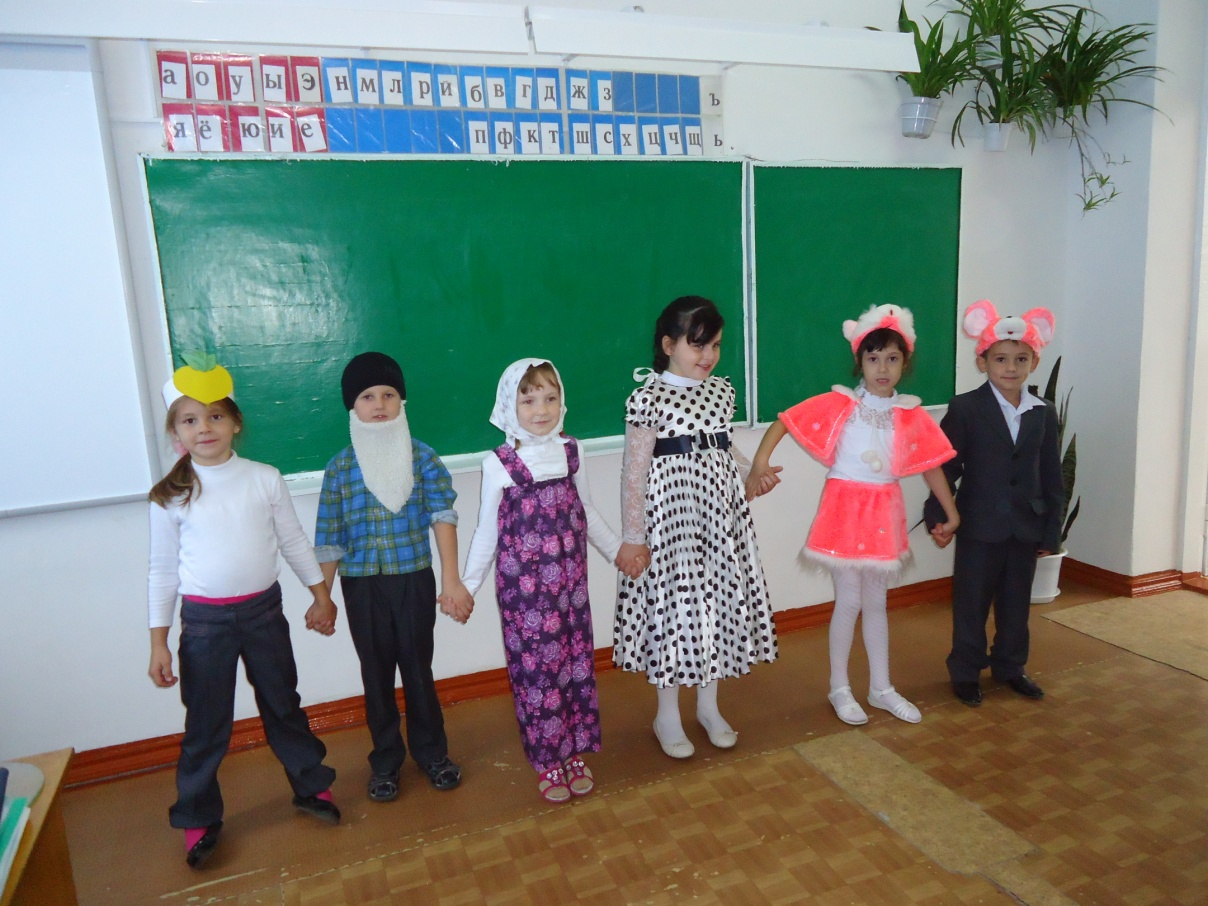 а о у ы э н м л р й б в г д ж з ъ
я ё ю и е п ф к т ш с х ц ч щ ь